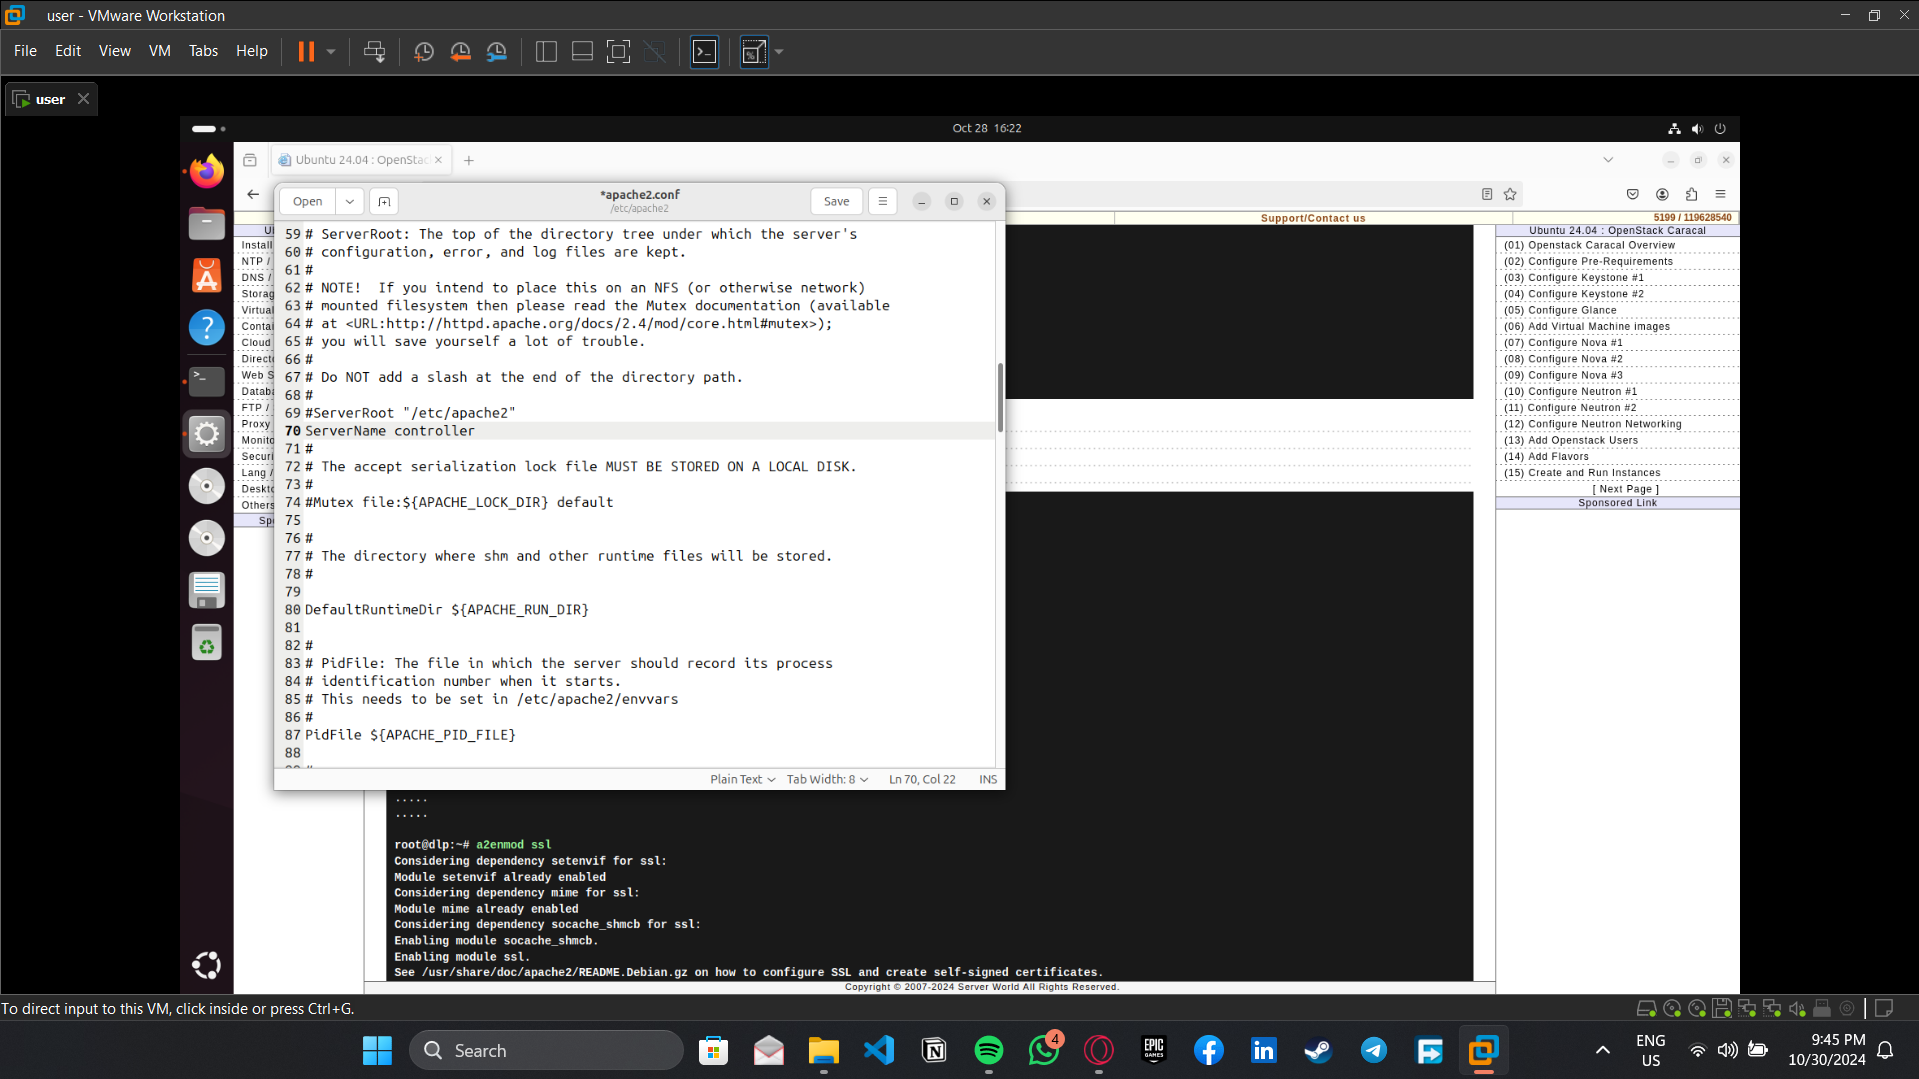 user - VMware Workstation
File Edit View VM Tabs Help
user
Oct 28 16:22
Ubuntu 24.04 : OpenStac
Open
*apache2.conf
/etc/apache2
Save
Support/Contact us
5199 / 119628540
59 # ServerRoot: The top of the directory tree under which the server's
60 # configuration, error, and log files are kept.
61 #
62 # NOTE!  If you intend to place this on an NFS (or otherwise network)
63 # mounted filesystem then please read the Mutex documentation (available
64 # at <URL:http://httpd.apache.org/docs/2.4/mod/core.html#mutex>);
65 # you will save yourself a lot of trouble.
66 #
67 # Do NOT add a slash at the end of the directory path.
68 #
69 #ServerRoot "/etc/apache2"
70 ServerName controller
71 #
72 # The accept serialization lock file MUST BE STORED ON A LOCAL DISK.
73 #
74 #Mutex file:${APACHE_LOCK_DIR} default
75
76 #
77 # The directory where shm and other runtime files will be stored.
78 #
79
80 DefaultRuntimeDir ${APACHE_RUN_DIR}
81
82 #
83 # PidFile: The file in which the server should record its process
84 # identification number when it starts.
85 # This needs to be set in /etc/apache2/envvars
86 #
87 PidFile ${APACHE_PID_FILE}
88
Plain Text Tab Width: 8 Ln 70, Col 22 INS
U
Install
NTP /
DNS /
Storag
Virtual
Contai
Cloud
Directo
Web S
Databa
FTP /
Proxy
Monito
Securi
Lang /
Deskto
Others
Sp
Ubuntu 24.04 : OpenStack Caracal
(01) Openstack Caracal Overview
(02) Configure Pre-Requirements
(03) Configure Keystone #1
(04) Configure Keystone #2
(05) Configure Glance
(06) Add Virtual Machine images
(07) Configure Nova #1
(08) Configure Nova #2
(09) Configure Nova #3
(10) Configure Neutron #1
(11) Configure Neutron #2
(12) Configure Neutron Networking
(13) Add Openstack Users
(14) Add Flavors
(15) Create and Run Instances
[ Next Page ]
Sponsored Link
.....
.....
root@dlp:~# a2enmod ssl
Considering dependency setenvif for ssl:
Module setenvif already enabled
Considering dependency mime for ssl:
Module mime already enabled
Considering dependency socache_shmcb for ssl:
Enabling module socache_shmcb.
Enabling module ssl.
See /usr/share/doc/apache2/README.Debian.gz on how to configure SSL and create self-signed certificates.
Copyright © 2007-2024 Server World All Rights Reserved.
To direct input to this VM, click inside or press Ctrl+G.
Search
4
EPIC GAMES
ENG US
9:45 PM
10/30/2024